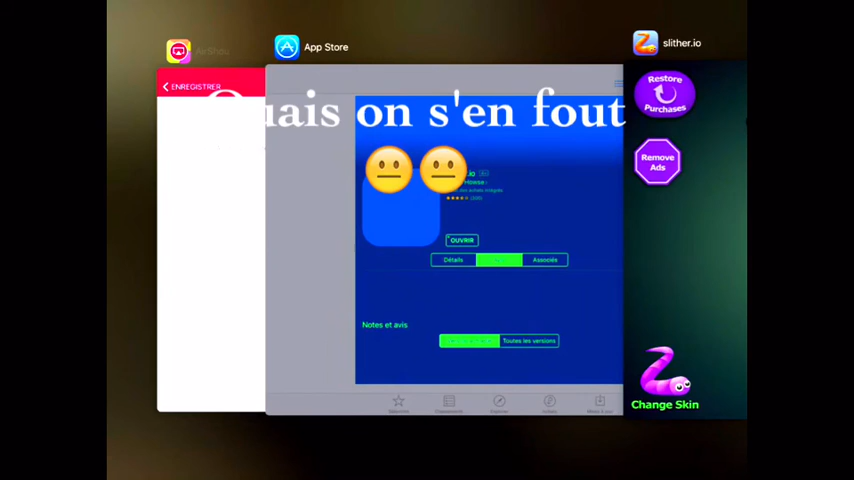 AirShou
App Store
slither.io
ENREGISTRER
Ouais on s'en fout
Restore
Purchases
Remove
Ads
OUVRIR
Détails
Associés
Notes et avis
Toutes les versions
Change Skin